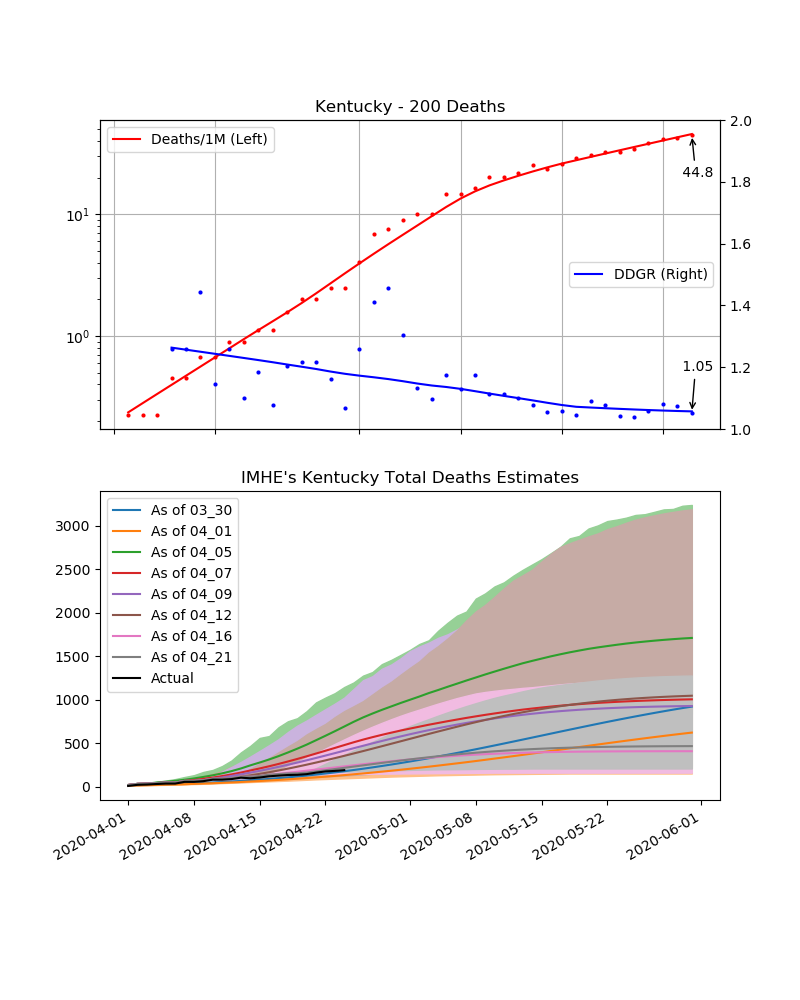 Kentucky - 200 Deaths
Deaths/1M (Left)
DDGR (Right)
44.8
1.05
10¹
10⁰
2.0
1.8
1.6
1.4
1.2
1.0
IMHE's Kentucky Total Deaths Estimates
As of 03_30
As of 04_01
As of 04_05
As of 04_07
As of 04_09
As of 04_12
As of 04_16
As of 04_21
Actual
3000
2500
2000
1500
1000
500
0
2020-04-01
2020-04-08
2020-04-15
2020-04-22
2020-05-01
2020-05-08
2020-05-15
2020-05-22
2020-06-01